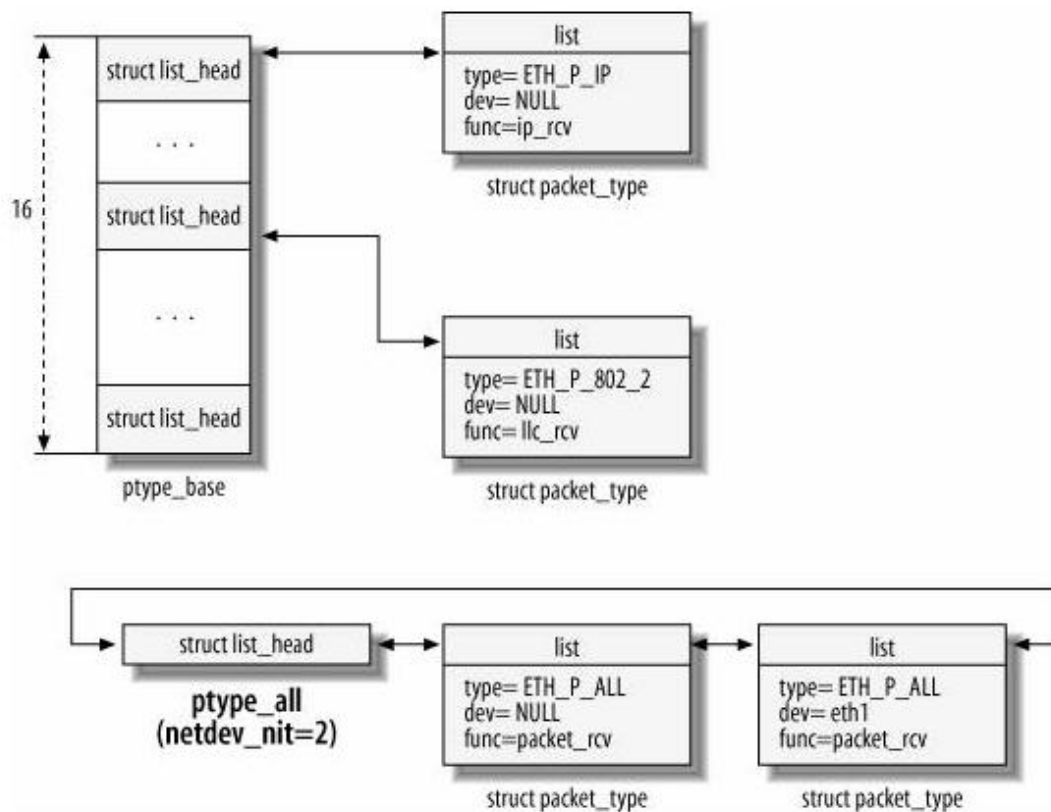 struct list_head
. . .
struct list_head
. . .
struct list_head
16
ptype_base
list
type= ETH_P_IP
dev= NULL
func=ip_rcv
struct packet_type
list
type= ETH_P_802_2
dev= NULL
func= llc_rcv
struct packet_type
struct list_head
ptype_all
(netdev_nit=2)
list
type= ETH_P_ALL
dev= NULL
func=packet_rcv
struct packet_type
list
type= ETH_P_ALL
dev= eth1
func=packet_rcv
struct packet_type